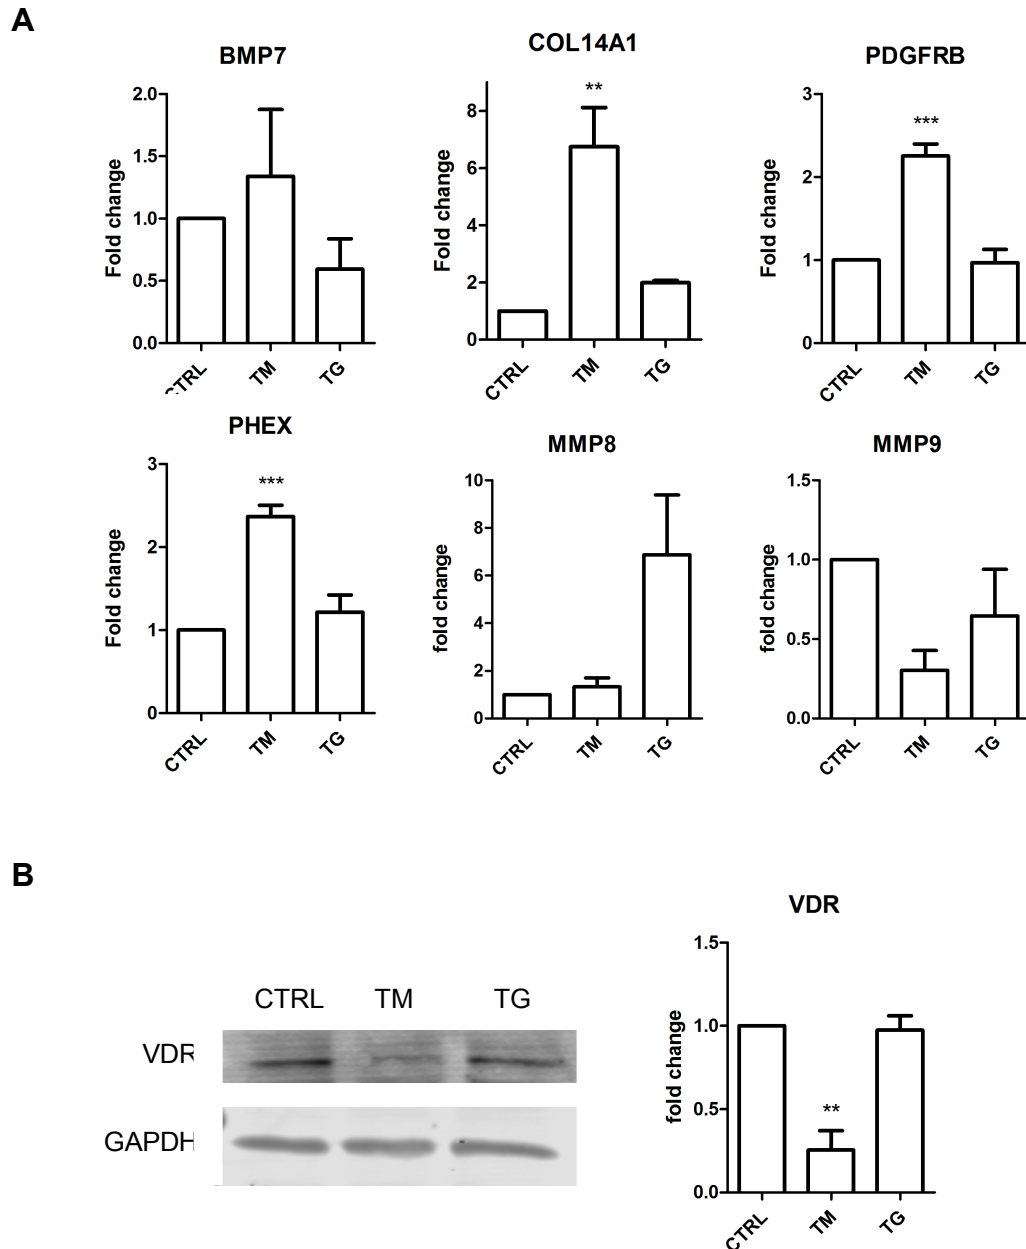 A
BMP7
2.0
1.5
1.0
0.5
0.0
Fold change
CTRL
TM
TG
COL14A1
**
8
6
4
2
0
Fold change
CTRL
TM
TG
PDGFRB
***
3
2
1
0
Fold change
CTRL
TM
TG
PHEX
***
3
2
1
0
Fold change
CTRL
TM
TG
MMP8
10
8
6
4
2
0
fold change
CTRL
TM
TG
MMP9
1.5
1.0
0.5
0.0
fold change
CTRL
TM
TG
B
CTRL TM TG
VDR
GAPDH
VDR
**
1.5
1.0
0.5
0.0
fold change
CTRL
TM
TG